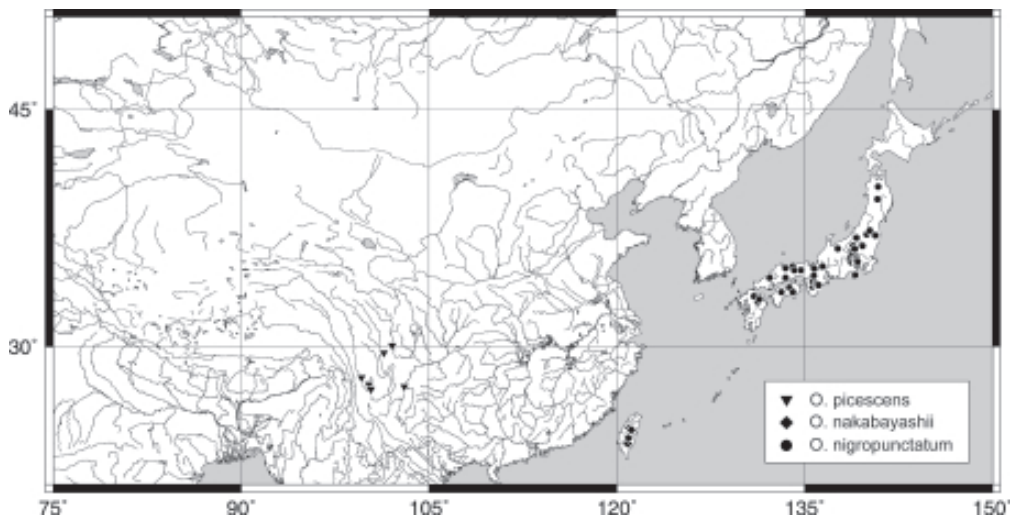 45°
30°
O. picescens
O. nakabayashii
O. nigropunctatum
75° 90° 105° 120° 135° 150°